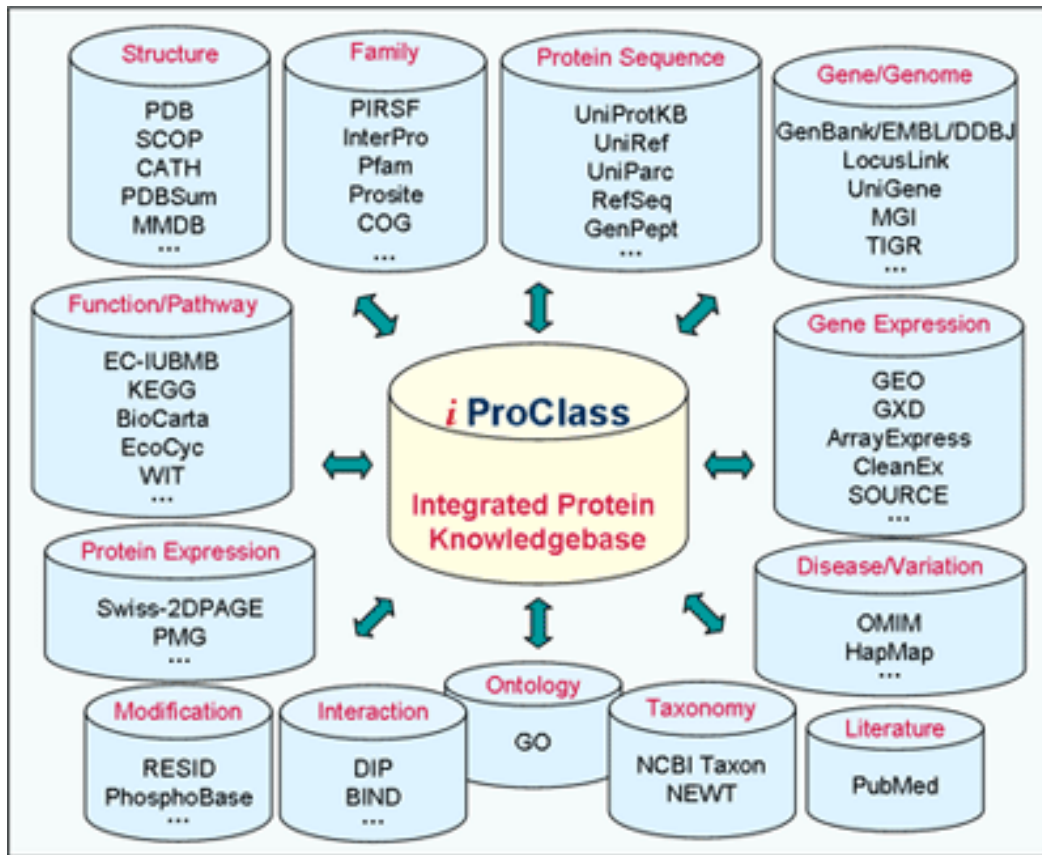 Structure
PDB
SCOP
CATH
PDBSum
MMDB
...
Family
PIRSF
InterPro
Pfam
Prosite
COG
...
Protein Sequence
UniProtKB
UniRef
UniParc
RefSeq
GenPept
...
Gene/Genome
GenBank/EMBL/DDBJ
LocusLink
UniGene
MGI
TIGR
...
Function/Pathway
EC-IUBMB
KEGG
BioCarta
EcoCyc
WIT
...
i ProClass
Integrated Protein
Knowledgebase
Gene Expression
GEO
GXD
ArrayExpress
CleanEx
SOURCE
...
Protein Expression
Swiss-2DPAGE
PMG
...
Disease/Variation
OMIM
HapMap
...
Modification
RESID
PhosphoBase
...
Interaction
DIP
BIND
...
Ontology
GO
Taxonomy
NCBI Taxon
NEWT
Literature
PubMed